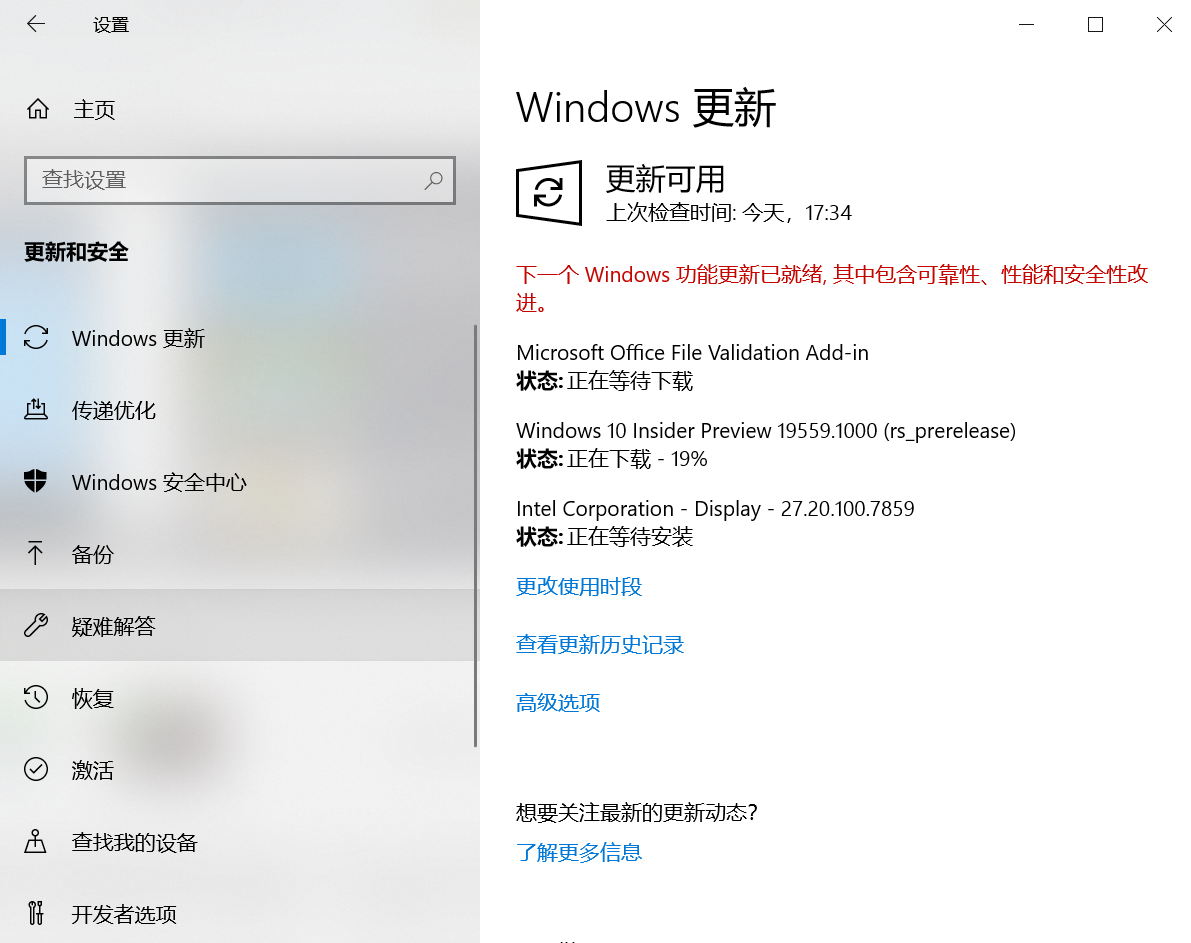 设置
主页
查找设置
更新和安全
Windows 更新
传递优化
Windows 安全中心
备份
疑难解答
恢复
激活
查找我的设备
开发者选项
Windows 更新
更新可用
上次检查时间: 今天，17:34
下一个 Windows 功能更新已就绪, 其中包含可靠性、性能和安全性改
进。
Microsoft Office File Validation Add-in
状态: 正在等待下载
Windows 10 Insider Preview 19559.1000 (rs_prerelease)
状态: 正在下载 - 19%
Intel Corporation - Display - 27.20.100.7859
状态: 正在等待安装
更改使用时段
查看更新历史记录
高级选项
想要关注最新的更新动态?
了解更多信息